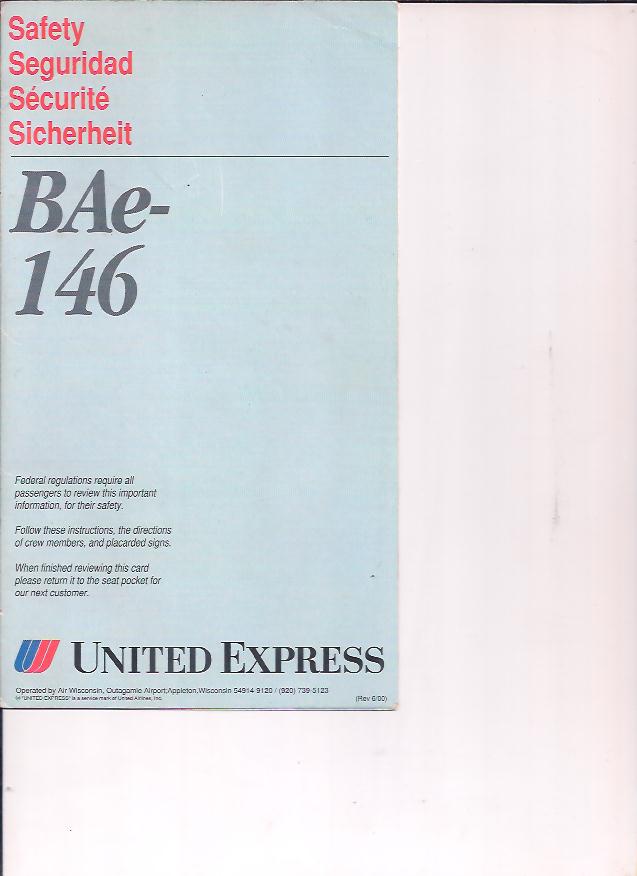 Safety
Seguridad
Sécurité
Sicherheit
BAe-
146
Federal regulations require all
passengers to review this important
information, for their safety.
Follow these instructions, the directions
of crew members, and placarded signs.
When finished reviewing this card
please return it to the seat pocket for
our next customer.
UNITED EXPRESS
Operated by Air Wisconsin, Outagamie Airport,Appleton,Wisconsin 54914-9120 / (920) 739-5123
"UNITED EXPRESS" is a service mark of United Airlines, Inc.
(Rev 6/00)